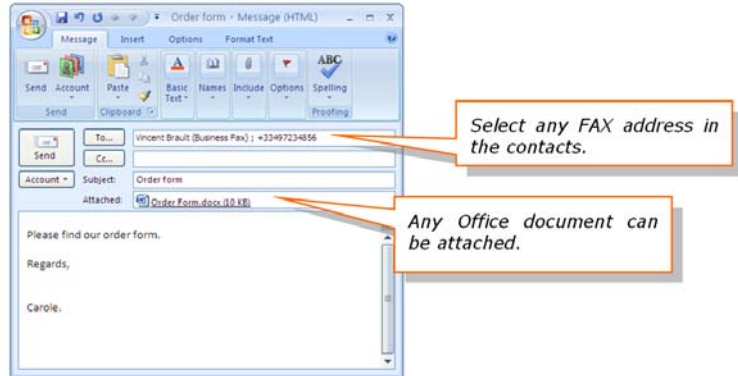 Order form - Message (HTML)
Message Insert Options Format Text
Send Account Paste Basic Text Names Include Options ABC Spelling
Send Clipboard Proofing
To... Vincent Brault (Business Fax) ; +33497234856
Send
Cc...
Account Subject: Order form
Attached: Order Form.docx (10 KB)
Please find our order form.
Regards,
Carole.
Select any FAX address in
the contacts.
Any Office document can
be attached.